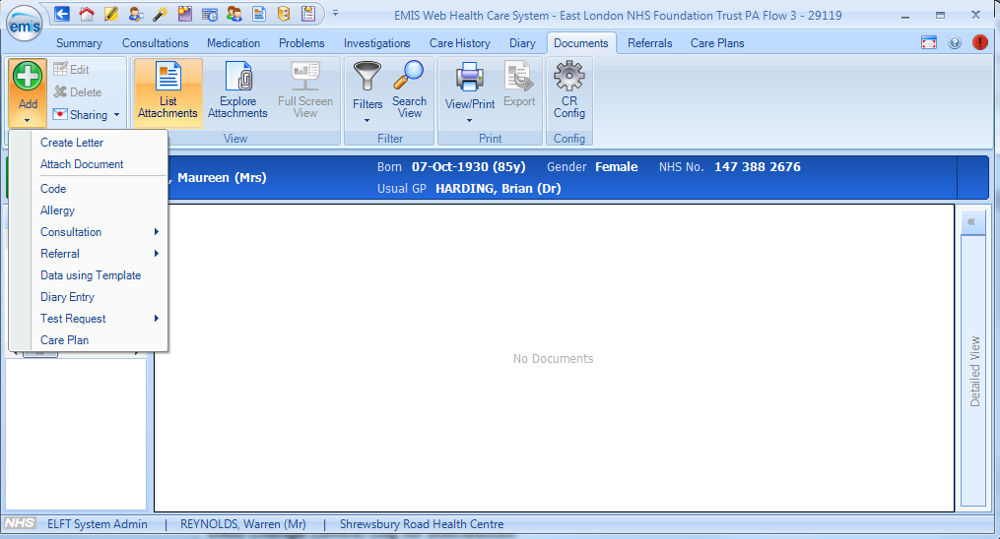 emis
EMIS Web Health Care System - East London NHS Foundation Trust PA Flow 3 - 29119
Summary Consultations Medication Problems Investigations Care History Diary Documents Referrals Care Plans
Add
Edit
Delete
Sharing
List Attachments
Explore Attachments
Full Screen View
View
Filters
Search View
Filter
View/Print
Export
Print
CR Config
Config
Create Letter
Attach Document
Code
Allergy
Consultation
Referral
Data using Template
Diary Entry
Test Request
Care Plan
, Maureen (Mrs)
Born 07-Oct-1930 (85y) Gender Female NHS No. 147 388 2676
Usual GP HARDING, Brian (Dr)
No Documents
Detailed View
NHS ELFT System Admin | REYNOLDS, Warren (Mr) | Shrewsbury Road Health Centre